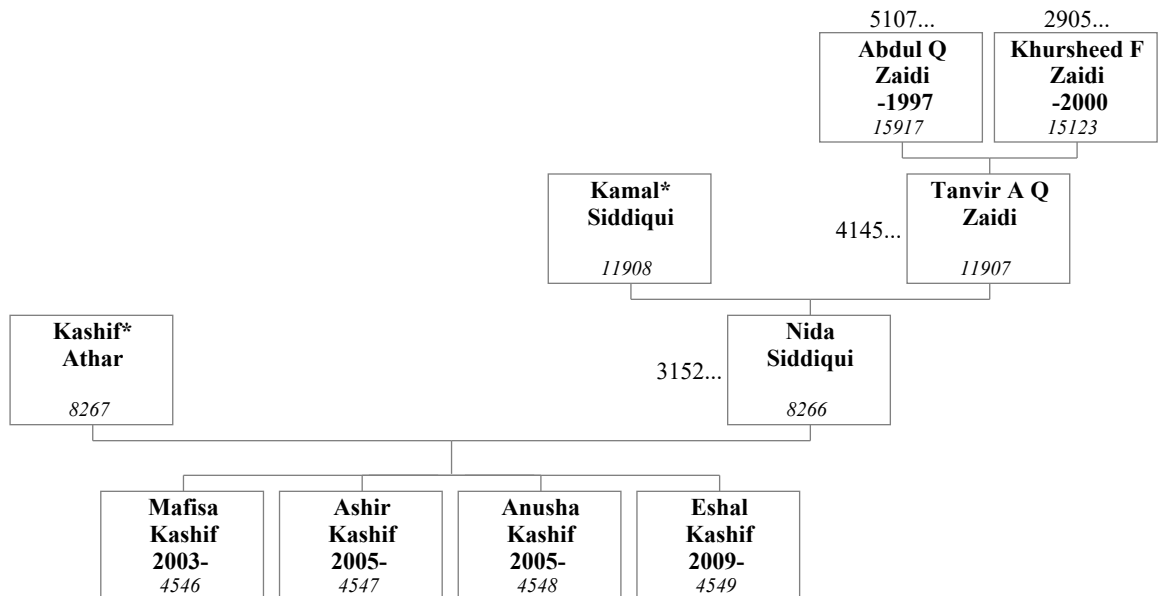 5107...
2905...
Abdul Q
Zaidi
-1997
15917
Khursheed F
Zaidi
-2000
15123
Kamal*
Siddiqui
11908
4145...
Tanvir A Q
Zaidi
11907
Kashif*
Athar
8267
3152...
Nida
Siddiqui
8266
Mafisa
Kashif
2003-
4546
Ashir
Kashif
2005-
4547
Anusha
Kashif
2005-
4548
Eshal
Kashif
2009-
4549